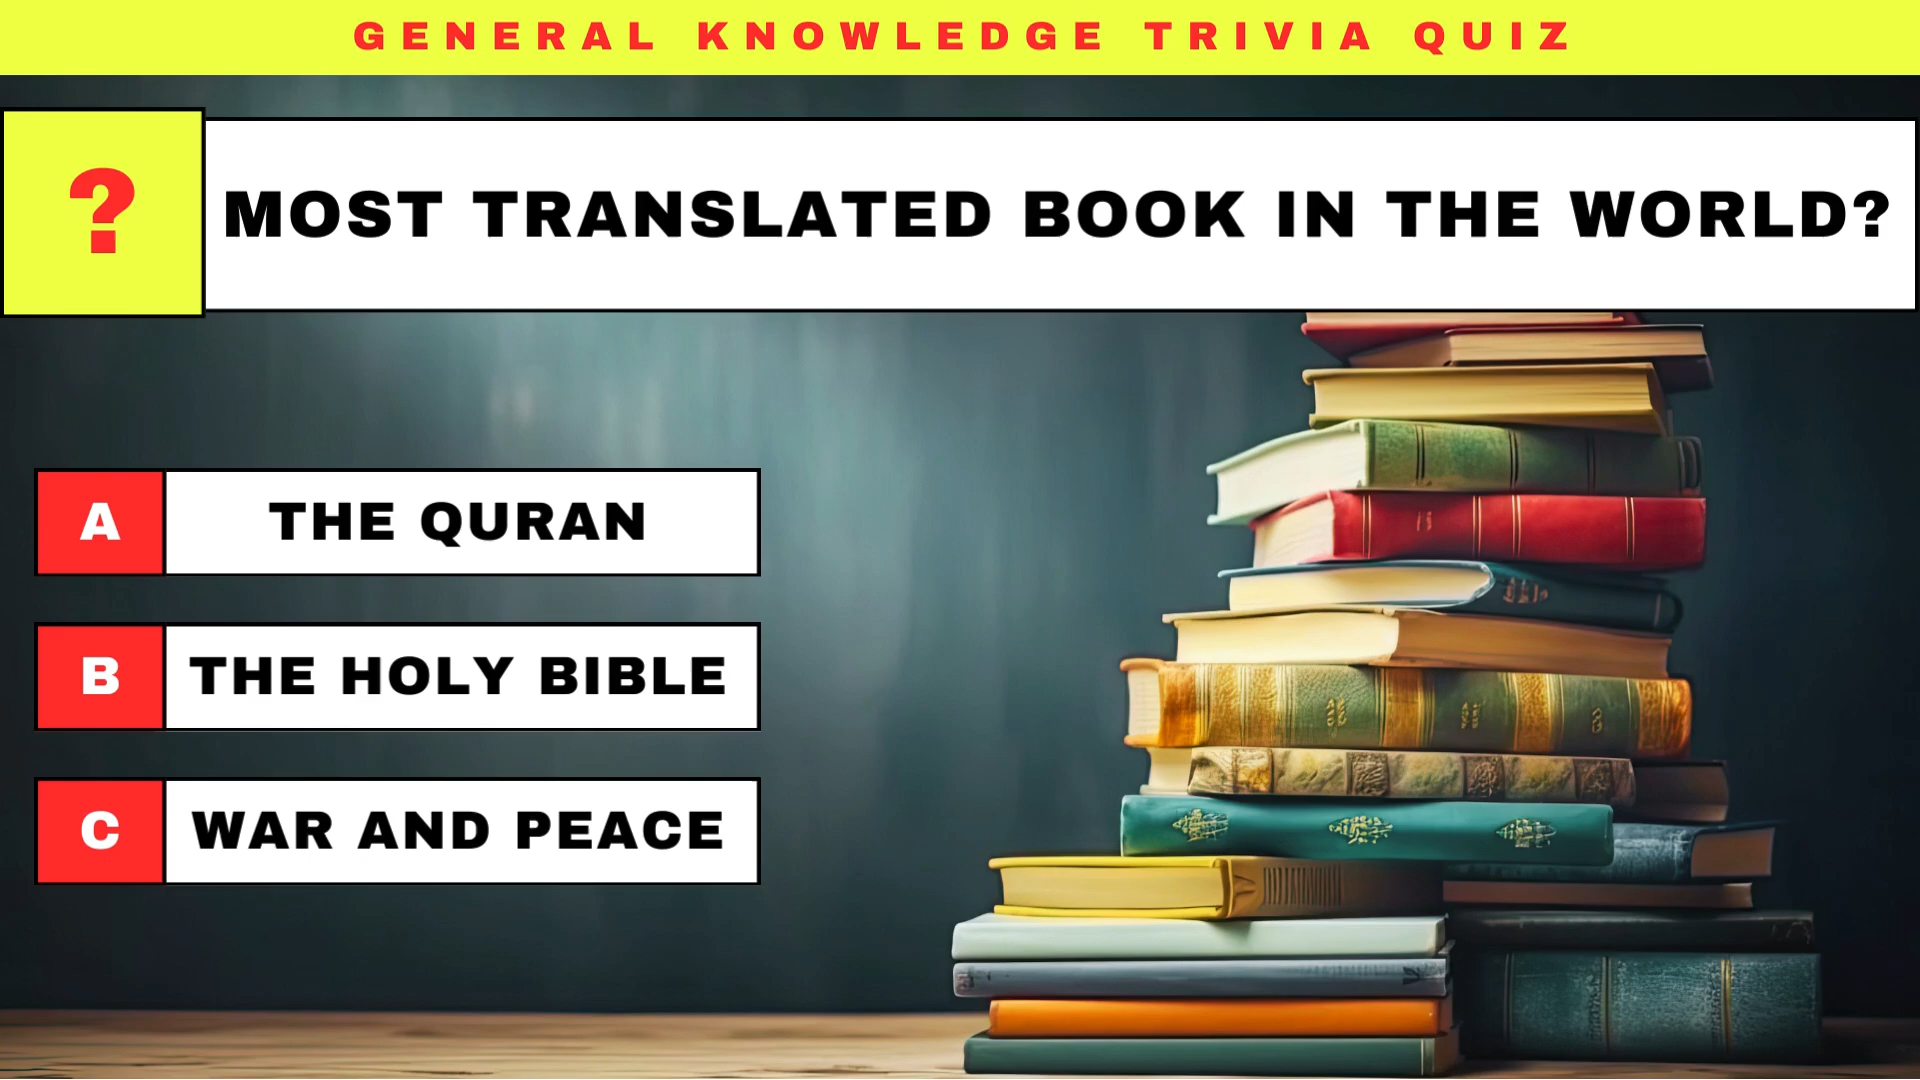 GENERAL KNOWLEDGE TRIVIA QUIZ
?
MOST TRANSLATED BOOK IN THE WORLD?
A
THE QURAN
B
THE HOLY BIBLE
C
WAR AND PEACE